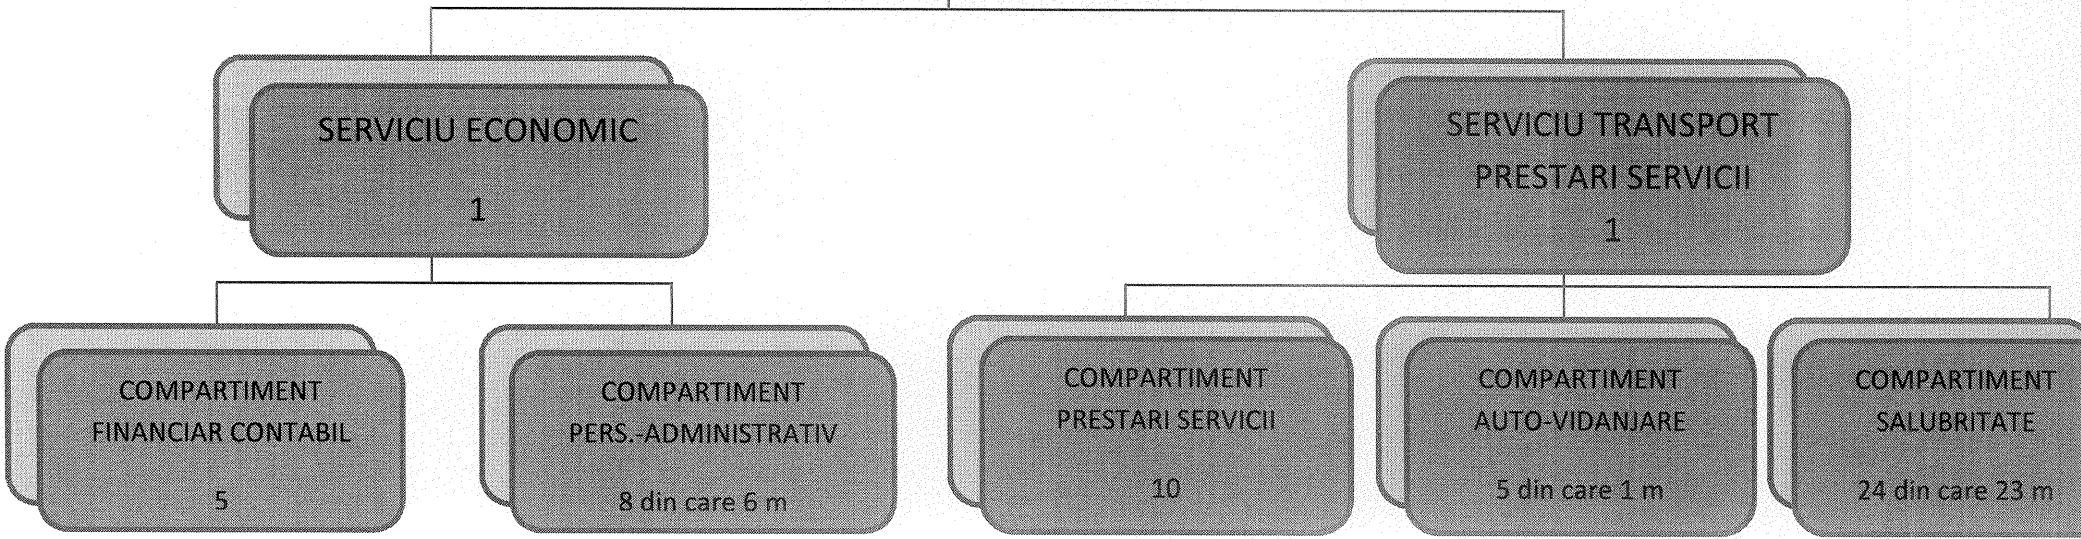 SERVICIU ECONOMIC
1
SERVICIU TRANSPORT
PRESTARI SERVICII
1
COMPARTIMENT
FINANCIAR CONTABIL
5
COMPARTIMENT
PERS.-ADMINISTRATIV
8 din care 6 m
COMPARTIMENT
PRESTARI SERVICII
10
COMPARTIMENT
AUTO-VIDANJARE
5 din care 1 m
COMPARTIMENT
SALUBRITATE
24 din care 23 m